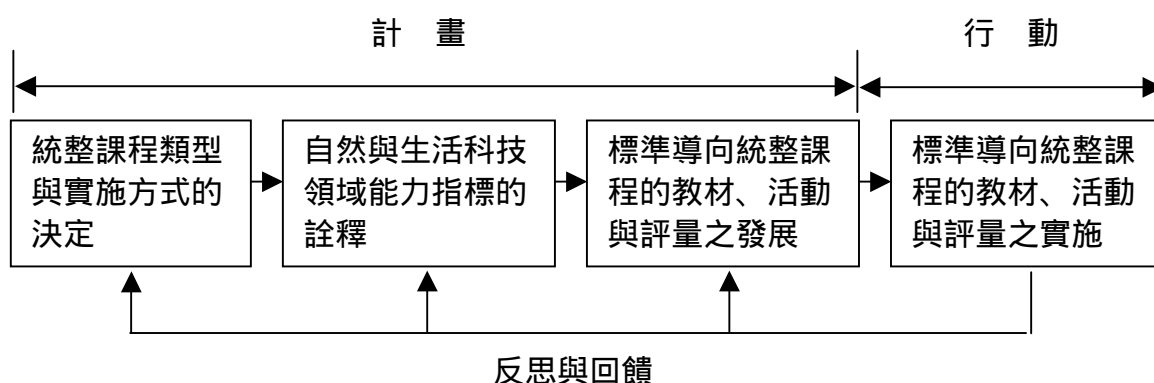 計 畫
行 動
統整課程類型
與實施方式的
決定
自然與生活科技
領域能力指標的
詮釋
標準導向統整課
程的教材、活動
與評量之發展
標準導向統整課
程的教材、活動
與評量之實施
反思與回饋